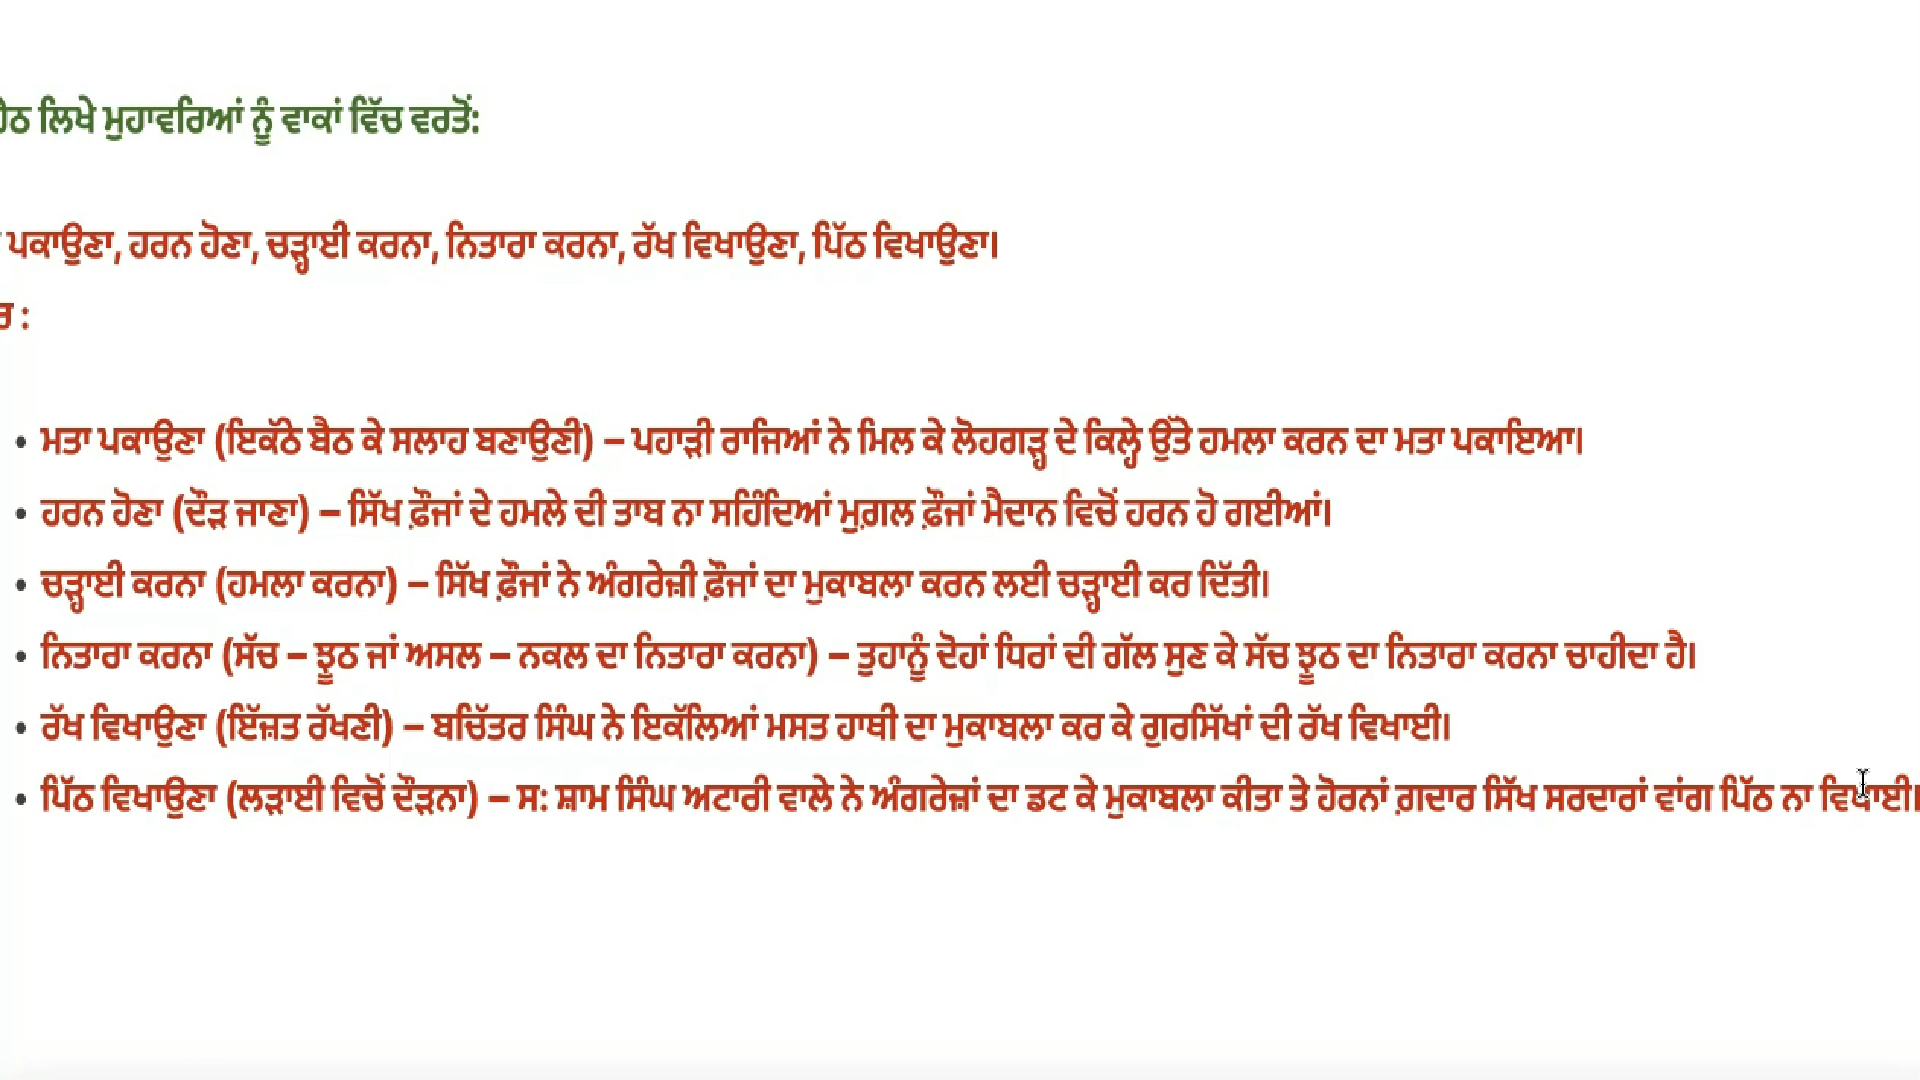 ਹੇਠ ਲਿਖੇ ਮੁਹਾਵਰਿਆਂ ਨੂੰ ਵਾਕਾਂ ਵਿੱਚ ਵਰਤੋਂ:
ਪਕਾਉਣਾ, ਹਰਨ ਹੋਣਾ, ਚੜ੍ਹਾਈ ਕਰਨਾ, ਨਿਤਾਰਾ ਕਰਨਾ, ਰੱਖ ਵਿਖਾਉਣਾ, ਪਿੱਠ ਵਿਖਾਉਣਾ।
ਰ :
• ਮਤਾ ਪਕਾਉਣਾ (ਇਕੱਠੇ ਬੈਠ ਕੇ ਸਲਾਹ ਬਣਾਉਣੀ) – ਪਹਾੜੀ ਰਾਜਿਆਂ ਨੇ ਮਿਲ ਕੇ ਲੋਹਗੜ੍ਹ ਦੇ ਕਿਲ੍ਹੇ ਉੱਤੇ ਹਮਲਾ ਕਰਨ ਦਾ ਮਤਾ ਪਕਾਇਆ।
• ਹਰਨ ਹੋਣਾ (ਦੌੜ ਜਾਣਾ) – ਸਿੱਖ ਫ਼ੌਜਾਂ ਦੇ ਹਮਲੇ ਦੀ ਤਾਬ ਨਾ ਸਹਿੰਦਿਆਂ ਮੁਗ਼ਲ ਫ਼ੌਜਾਂ ਮੈਦਾਨ ਵਿਚੋਂ ਹਰਨ ਹੋ ਗਈਆਂ।
• ਚੜ੍ਹਾਈ ਕਰਨਾ (ਹਮਲਾ ਕਰਨਾ) – ਸਿੱਖ ਫ਼ੌਜਾਂ ਨੇ ਅੰਗਰੇਜ਼ੀ ਫ਼ੌਜਾਂ ਦਾ ਮੁਕਾਬਲਾ ਕਰਨ ਲਈ ਚੜ੍ਹਾਈ ਕਰ ਦਿੱਤੀ।
• ਨਿਤਾਰਾ ਕਰਨਾ (ਸੱਚ – ਝੂਠ ਜਾਂ ਅਸਲ – ਨਕਲ ਦਾ ਨਿਤਾਰਾ ਕਰਨਾ) – ਤੁਹਾਨੂੰ ਦੋਹਾਂ ਧਿਰਾਂ ਦੀ ਗੱਲ ਸੁਣ ਕੇ ਸੱਚ ਝੂਠ ਦਾ ਨਿਤਾਰਾ ਕਰਨਾ ਚਾਹੀਦਾ ਹੈ।
• ਰੱਖ ਵਿਖਾਉਣਾ (ਇੱਜ਼ਤ ਰੱਖਣੀ) – ਬਚਿੱਤਰ ਸਿੰਘ ਨੇ ਇਕੱਲਿਆਂ ਮਸਤ ਹਾਥੀ ਦਾ ਮੁਕਾਬਲਾ ਕਰ ਕੇ ਗੁਰਸਿੱਖਾਂ ਦੀ ਰੱਖ ਵਿਖਾਈ।
• ਪਿੱਠ ਵਿਖਾਉਣਾ (ਲੜਾਈ ਵਿਚੋਂ ਦੌੜਨਾ) – ਸ: ਸ਼ਾਮ ਸਿੰਘ ਅਟਾਰੀ ਵਾਲੇ ਨੇ ਅੰਗਰੇਜ਼ਾਂ ਦਾ ਡਟ ਕੇ ਮੁਕਾਬਲਾ ਕੀਤਾ ਤੇ ਹੋਰਨਾਂ ਗ਼ਦਾਰ ਸਿੱਖ ਸਰਦਾਰਾਂ ਵਾਂਗ ਪਿੱਠ ਨਾ ਵਿਖਾਈ।